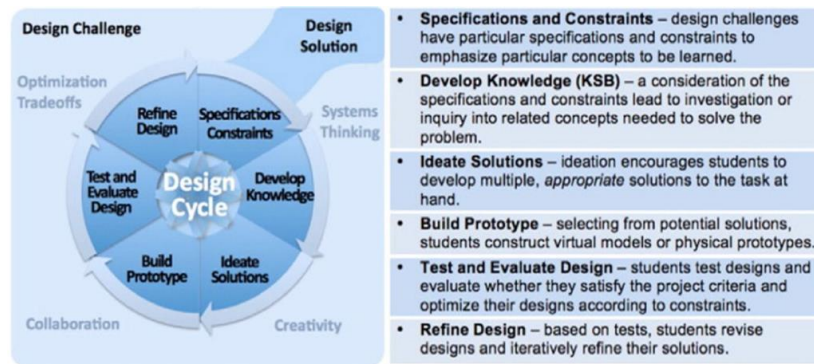 Design Challenge
Design
Solution
Optimization
Tradeoffs
Systems
Thinking
Refine
Design
Specifications
Constraints
Test and
Evaluate
Design
Design
Cycle
Develop
Knowledge
Build
Prototype
Ideate
Solutions
Collaboration
Creativity
• Specifications and Constraints – design challenges
have particular specifications and constraints to
emphasize particular concepts to be learned.
• Develop Knowledge (KSB) – a consideration of the
specifications and constraints lead to investigation or
inquiry into related concepts needed to solve the
problem.
• Ideate Solutions – ideation encourages students to
develop multiple, appropriate solutions to the task at
hand.
• Build Prototype – selecting from potential solutions,
students construct virtual models or physical prototypes.
• Test and Evaluate Design – students test designs and
evaluate whether they satisfy the project criteria and
optimize their designs according to constraints.
• Refine Design – based on tests, students revise
designs and iteratively refine their solutions.